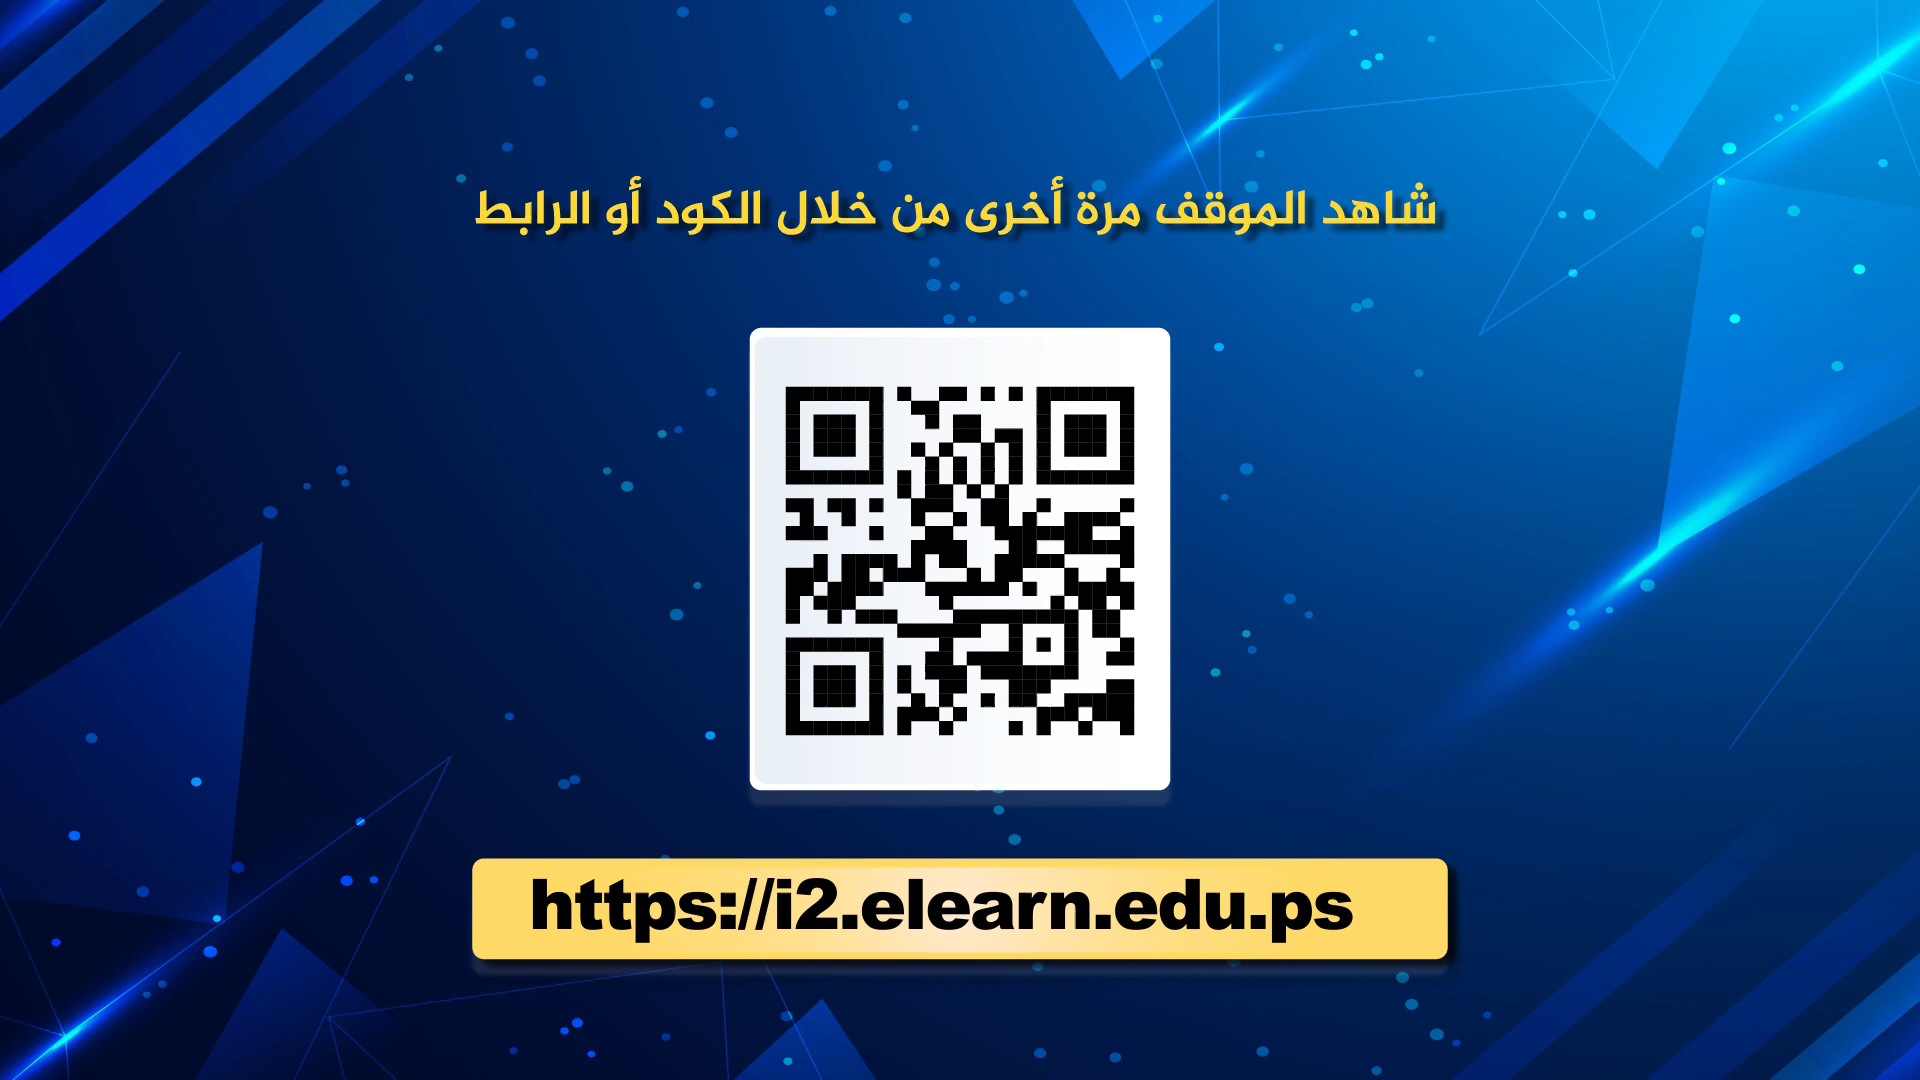 شاهد الموقف مرة أخرى من خلال الكود أو الرابط
https://i2.elearn.edu.ps